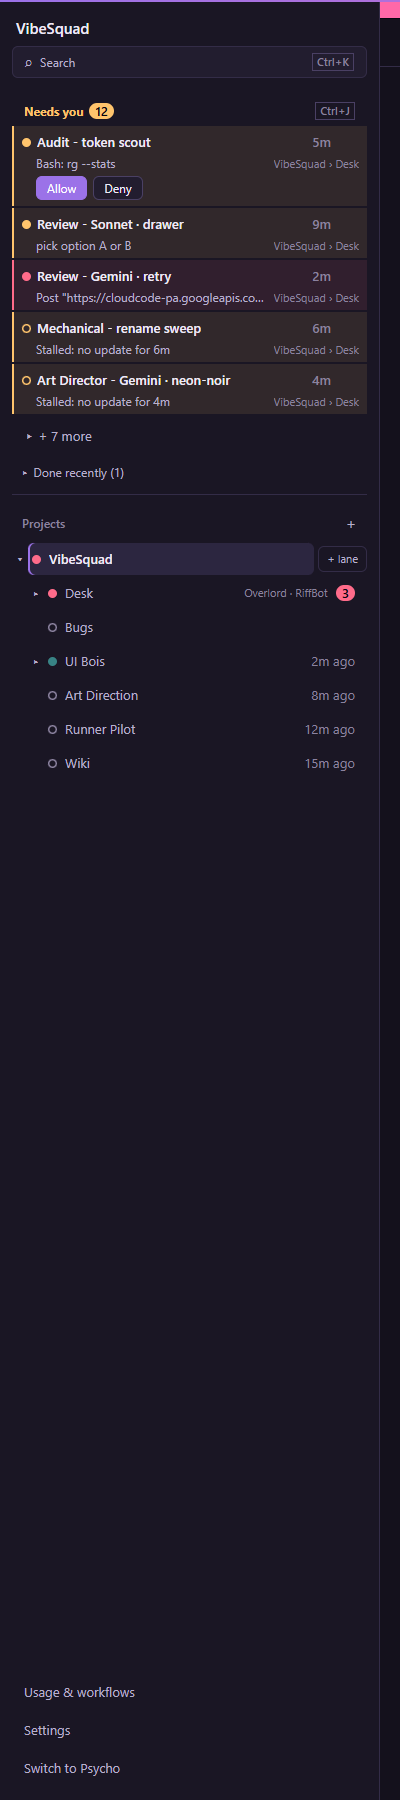 VibeSquad
Search Ctrl+K
Needs you 12 Ctrl+J
Audit - token scout 5m
Bash: rg --stats VibeSquad › Desk
Allow Deny
Review - Sonnet · drawer 9m
pick option A or B VibeSquad › Desk
Review - Gemini · retry 2m
Post "https://cloudcode-pa.googleapis.co... VibeSquad › Desk
Mechanical - rename sweep 6m
Stalled: no update for 6m VibeSquad › Desk
Art Director - Gemini · neon-noir 4m
Stalled: no update for 4m VibeSquad › Desk
+ 7 more
Done recently (1)
Projects +
VibeSquad + lane
Desk Overlord · RiffBot 3
Bugs
UI Bois 2m ago
Art Direction 8m ago
Runner Pilot 12m ago
Wiki 15m ago
Usage & workflows
Settings
Switch to Psycho